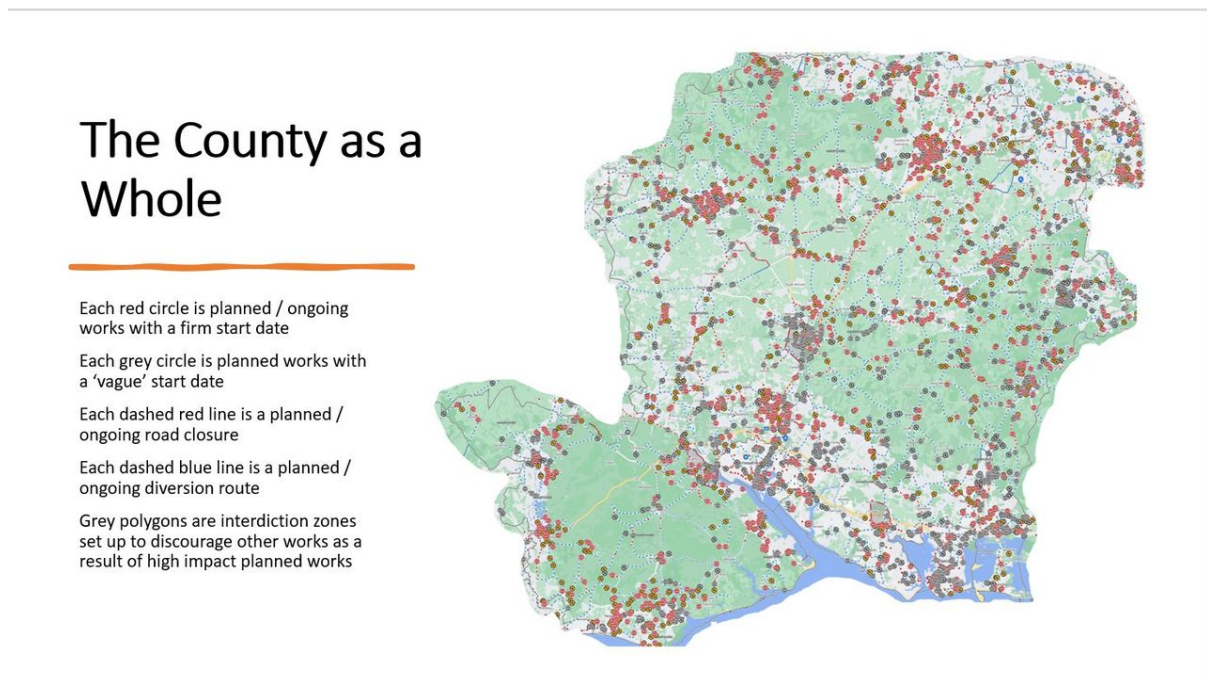 The County as a
Whole
Each red circle is planned / ongoing
works with a firm start date
Each grey circle is planned works with
a ‘vague’ start date
Each dashed red line is a planned /
ongoing road closure
Each dashed blue line is a planned /
ongoing diversion route
Grey polygons are interdiction zones
set up to discourage other works as a
result of high impact planned works